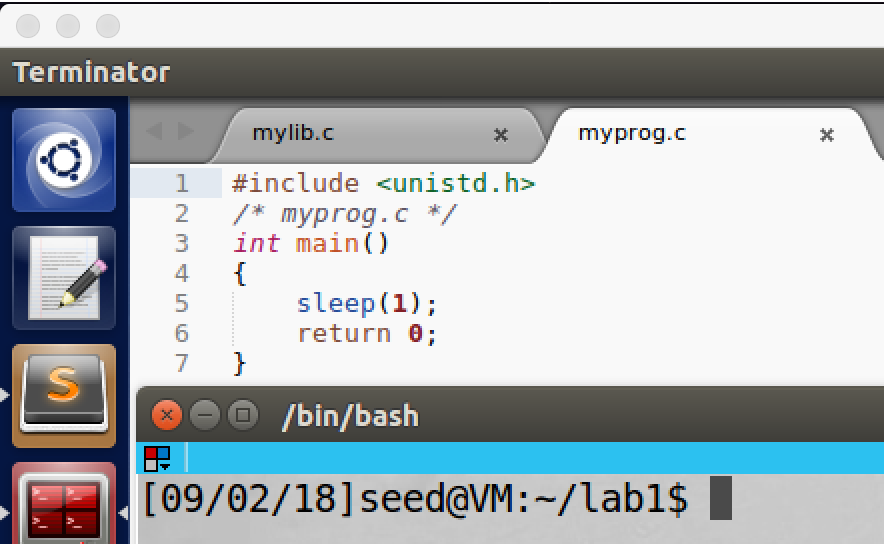 Terminator
mylib.c × myprog.c ×
1 #include <unistd.h>
2 /* myprog.c */
3 int main()
4 {
5     sleep(1);
6     return 0;
7 }
/bin/bash
[09/02/18]seed@VM:~/lab1$